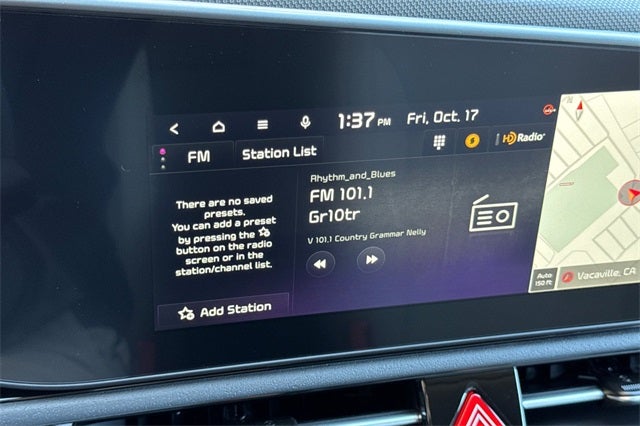 1:37 PM Fri, Oct. 17
FM Station List HD Radio
Rhythm_and_Blues
FM 101.1
Gr10tr
V 101.1 Country Grammar Nelly
There are no saved
presets.
You can add a preset
by pressing the
button on the radio
screen or in the
station/channel list.
Add Station
Auto
150 ft
Vacaville, CA